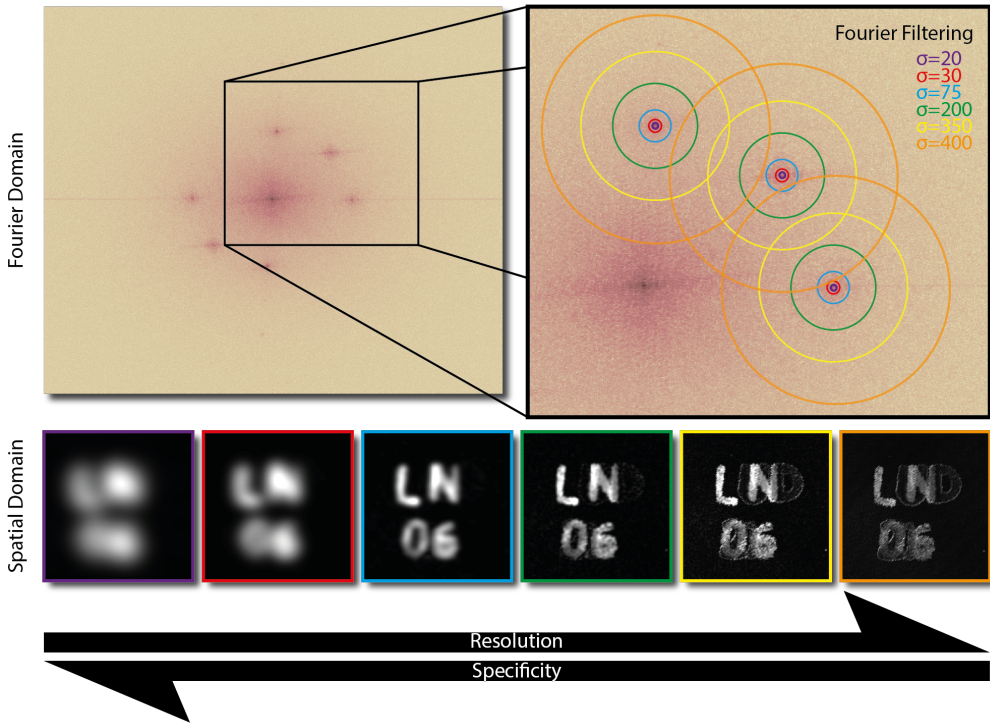 Fourier Domain
Fourier Filtering
σ=20
σ=30
σ=75
σ=200
σ=350
σ=400
Spatial Domain
LN
06
LN
06
LN
06
LND
06
LND
06
LND
06
Resolution
Specificity